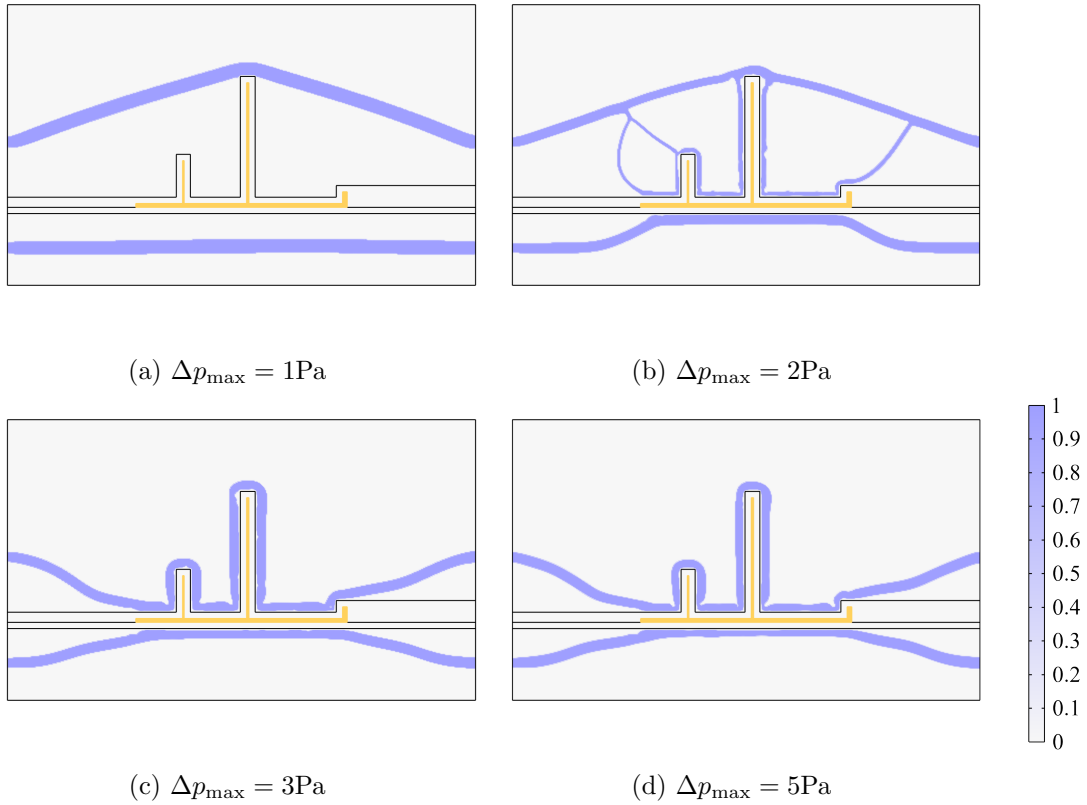 (a) Δp_max = 1Pa
(b) Δp_max = 2Pa
1
0.9
0.8
0.7
0.6
0.5
0.4
0.3
0.2
0.1
0
(c) Δp_max = 3Pa
(d) Δp_max = 5Pa